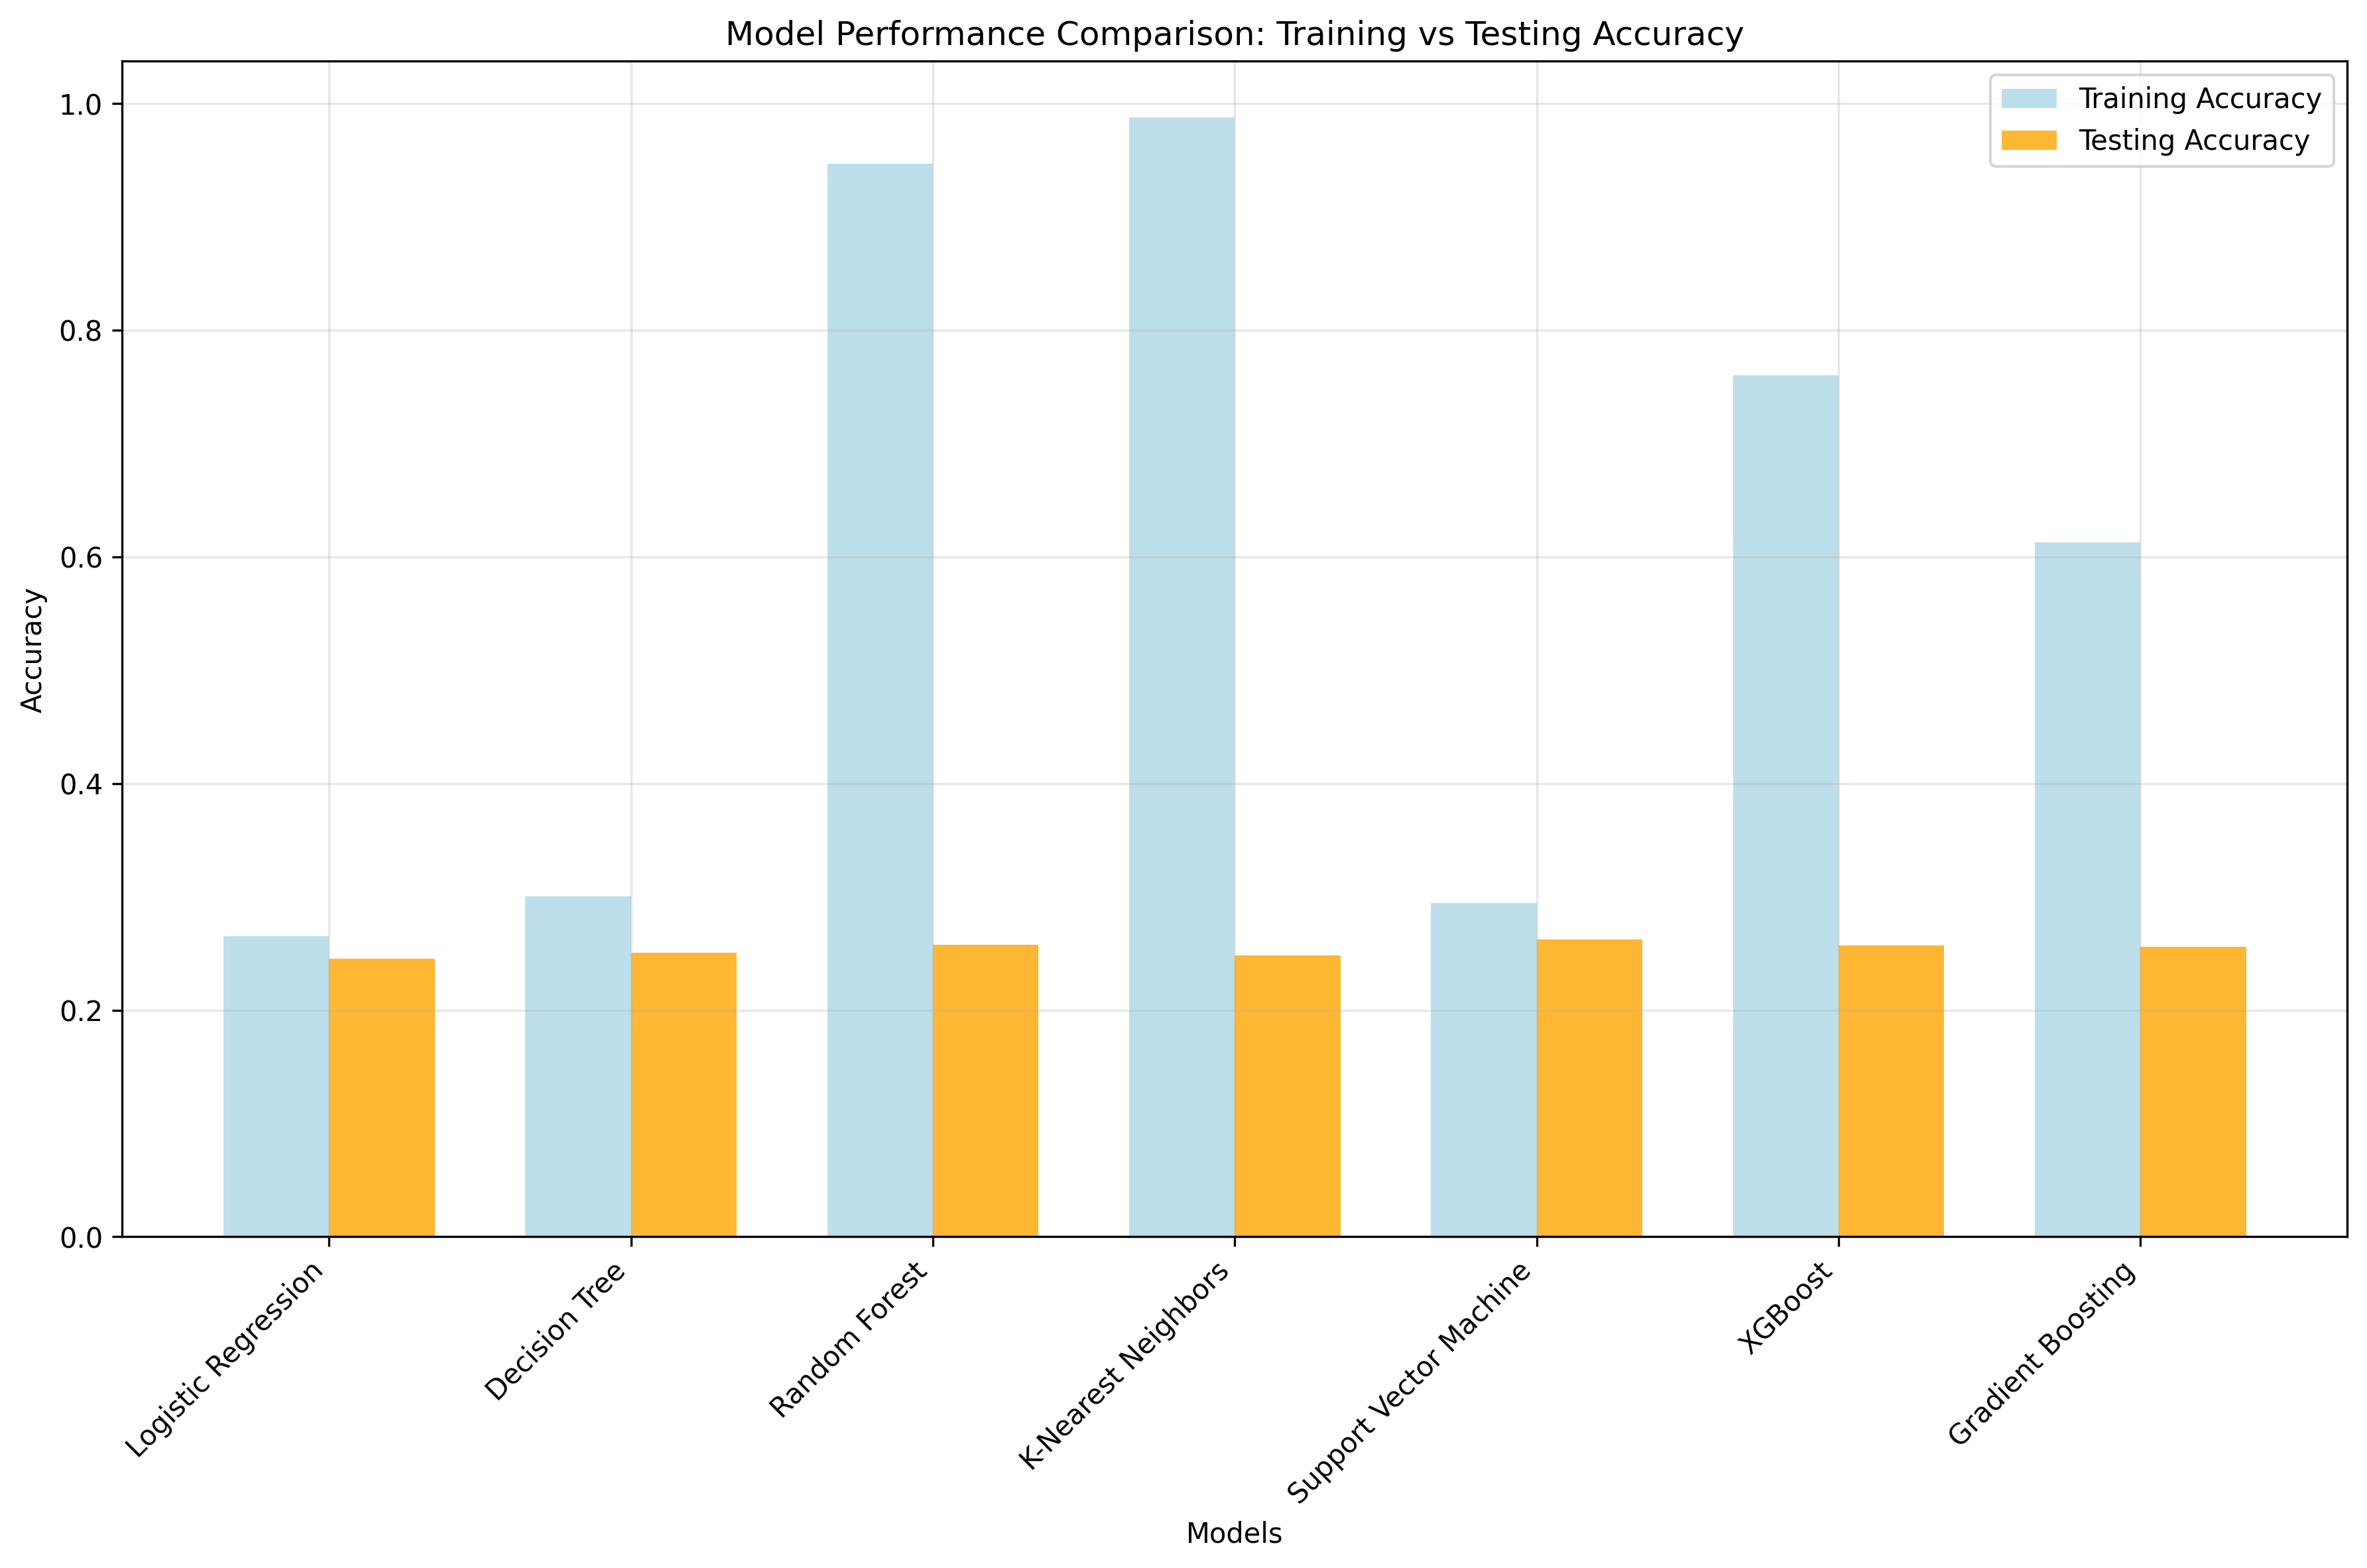 Model Performance Comparison: Training vs Testing Accuracy
Training Accuracy
Testing Accuracy
Accuracy
1.0
0.8
0.6
0.4
0.2
0.0
Logistic Regression
Decision Tree
Random Forest
K-Nearest Neighbors
Support Vector Machine
XGBoost
Gradient Boosting
Models